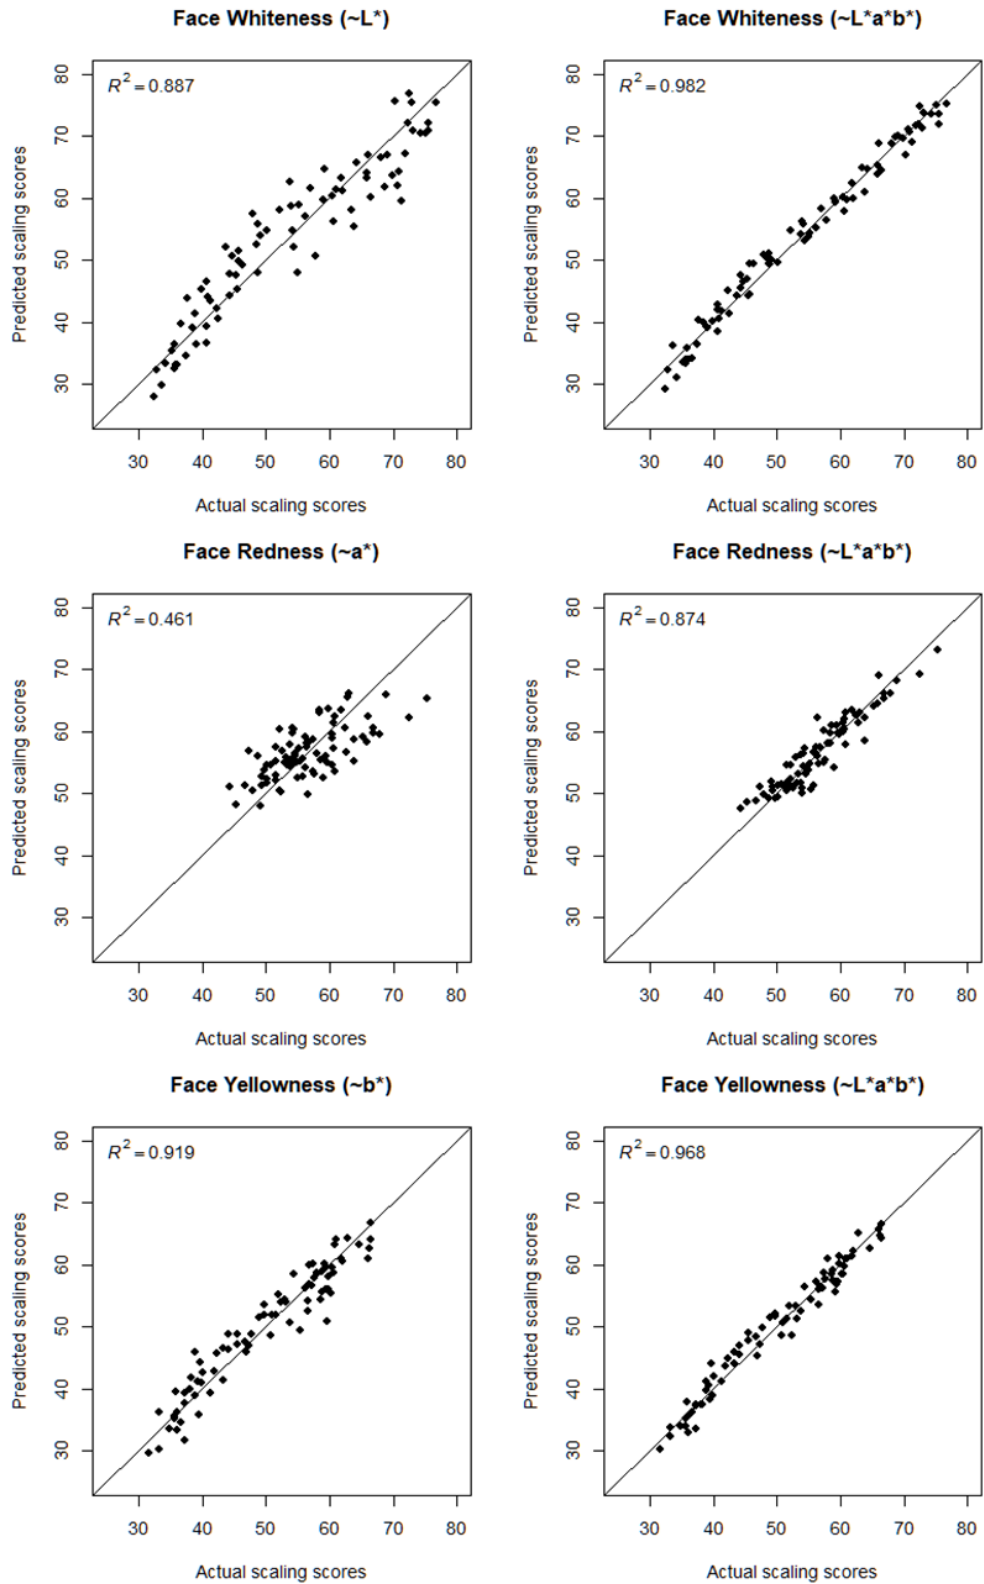 Face Whiteness (~L*)
R² = 0.887
80
70
60
50
40
30
Predicted scaling scores
30 40 50 60 70 80
Actual scaling scores
Face Whiteness (~L*a*b*)
R² = 0.982
80
70
60
50
40
30
Predicted scaling scores
30 40 50 60 70 80
Actual scaling scores
Face Redness (~a*)
R² = 0.461
80
70
60
50
40
30
Predicted scaling scores
30 40 50 60 70 80
Actual scaling scores
Face Redness (~L*a*b*)
R² = 0.874
80
70
60
50
40
30
Predicted scaling scores
30 40 50 60 70 80
Actual scaling scores
Face Yellowness (~b*)
R² = 0.919
80
70
60
50
40
30
Predicted scaling scores
30 40 50 60 70 80
Actual scaling scores
Face Yellowness (~L*a*b*)
R² = 0.968
80
70
60
50
40
30
Predicted scaling scores
30 40 50 60 70 80
Actual scaling scores